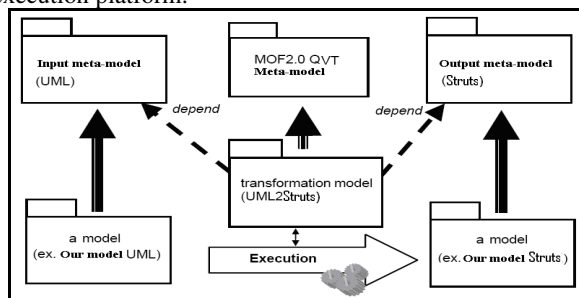 execution platform.
Input meta-model
(UML)
MOF2.0 QVT
Meta-model
Output meta-model
(Struts)
depend
depend
transformation model
(UML2Struts)
a model
(ex. Our model UML)
Execution
a model
(ex. Our model Struts )